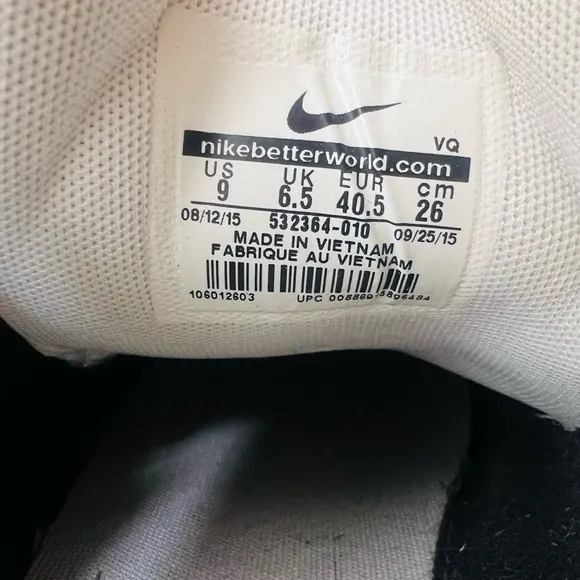 VQ
nikebetterworld.com
US UK EUR cm
9 6.5 40.5 26
08/12/15 532364-010 09/25/15
MADE IN VIETNAM
FABRIQUE AU VIETNAM
106012603 UPC